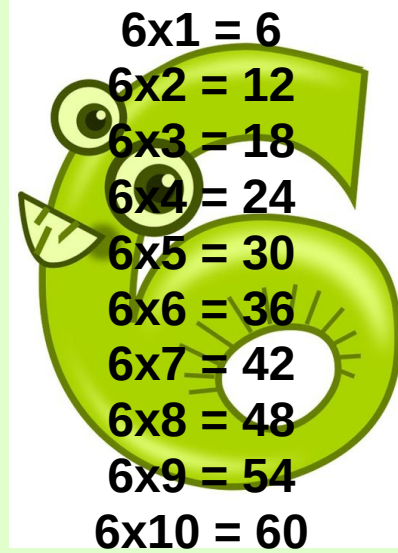 6x1 = 6
6x2 = 12
6x3 = 18
6x4 = 24
6x5 = 30
6x6 = 36
6x7 = 42
6x8 = 48
6x9 = 54
6x10 = 60